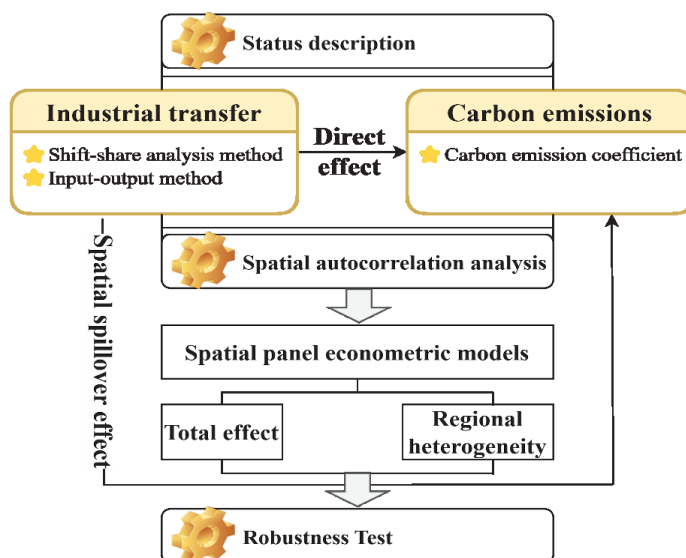 Status description
Industrial transfer
Shift-share analysis method
Input-output method
Direct
effect
Carbon emissions
Carbon emission coefficient
Spatial spillover effect
Spatial autocorrelation analysis
Spatial panel econometric models
Total effect
Regional
heterogeneity
Robustness Test